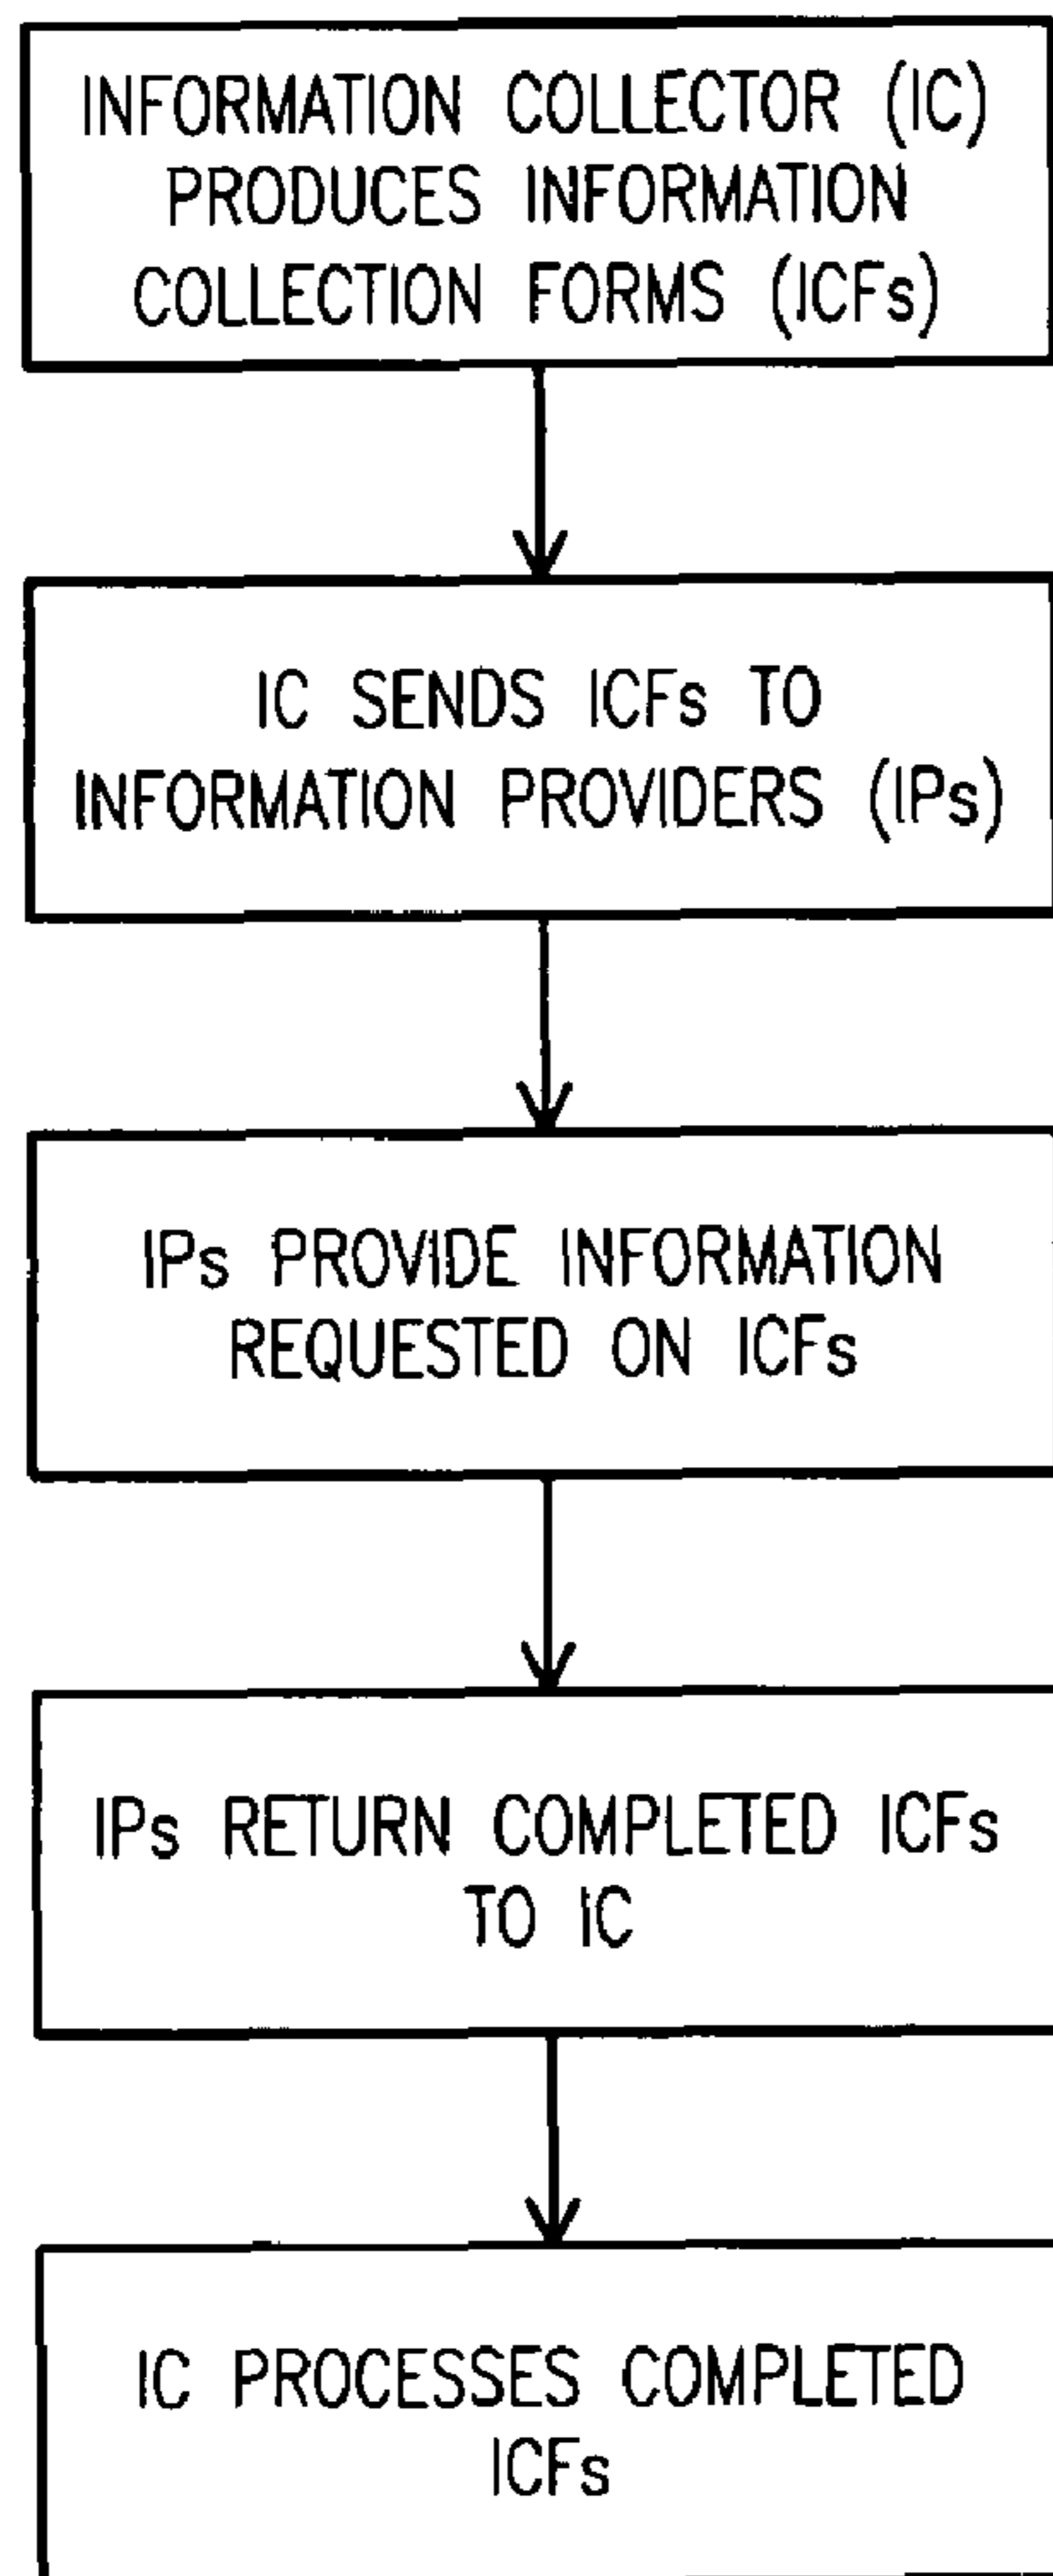 INFORMATION COLLECTOR (IC)
PRODUCES INFORMATION
COLLECTION FORMS (ICFs)
IC SENDS ICFs TO
INFORMATION PROVIDERS (IPs)
IPs PROVIDE INFORMATION
REQUESTED ON ICFs
IPs RETURN COMPLETED ICFs
TO IC
IC PROCESSES COMPLETED
ICFs